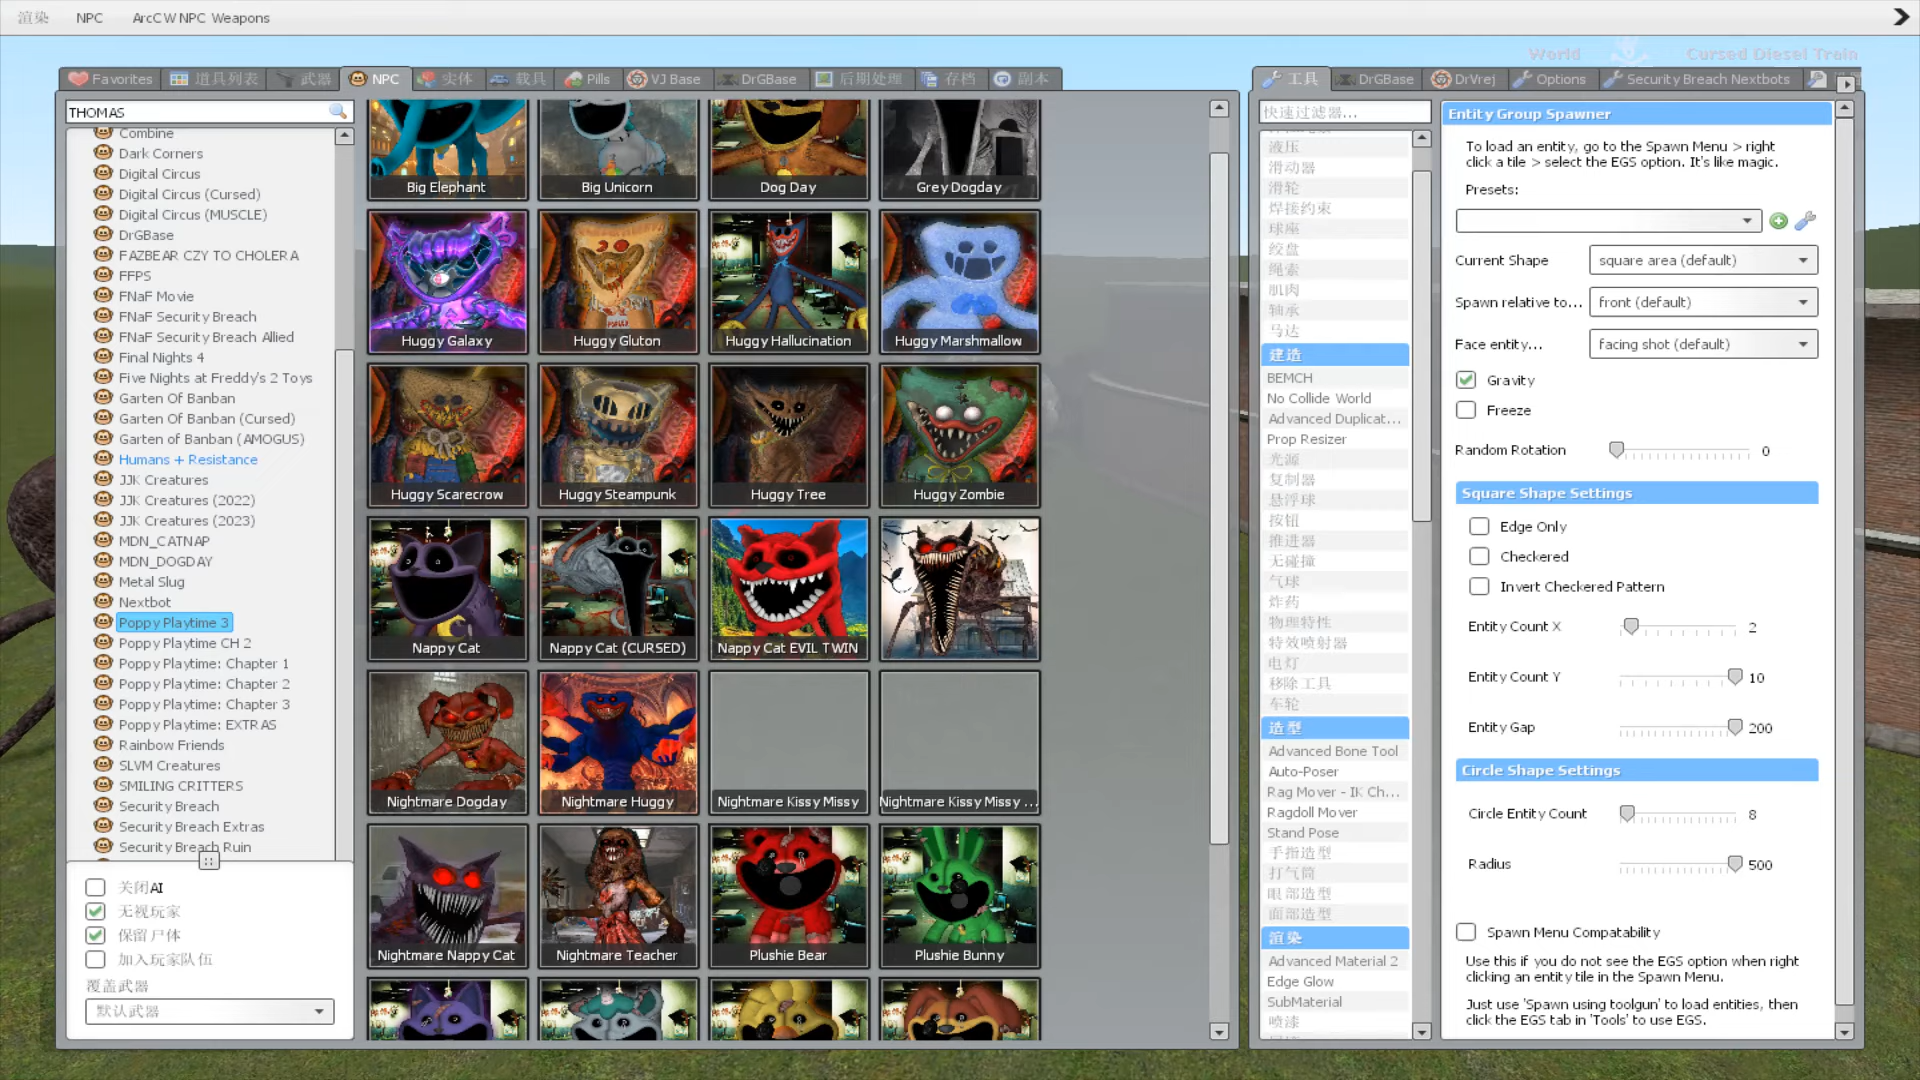 渲染
NPC
ArcCW NPC Weapons
World
Cursed Diesel Train
Favorites
道具列表
武器
NPC
实体
载具
Pills
VJ Base
DrGBase
后期处理
存档
副本
THOMAS
Combine
Dark Corners
Digital Circus
Digital Circus (Cursed)
Digital Circus (MUSCLE)
DrGBase
FAZBEAR CZY TO CHOLERA
FFPS
FNaF Movie
FNaF Security Breach
FNaF Security Breach Allied
Final Nights 4
Five Nights at Freddy's 2 Toys
Garten Of Banban
Garten Of Banban (Cursed)
Garten of Banban (AMOGUS)
Humans + Resistance
JJK Creatures
JJK Creatures (2022)
JJK Creatures (2023)
MDN_CATNAP
MDN_DOGDAY
Metal Slug
Nextbot
Poppy Playtime 3
Poppy Playtime CH 2
Poppy Playtime: Chapter 1
Poppy Playtime: Chapter 2
Poppy Playtime: Chapter 3
Poppy Playtime: EXTRAS
Rainbow Friends
SLVM Creatures
SMILING CRITTERS
Security Breach
Security Breach Extras
Security Breach Ruin
关闭AI
无视玩家
保留尸体
加入玩家队伍
覆盖武器
默认武器
Big Elephant
Big Unicorn
Dog Day
Grey Dogday
Huggy Galaxy
Huggy Gluton
Huggy Hallucination
Huggy Marshmallow
Huggy Scarecrow
Huggy Steampunk
Huggy Tree
Huggy Zombie
Nappy Cat
Nappy Cat (CURSED)
Nappy Cat EVIL TWIN
Nightmare Dogday
Nightmare Huggy
Nightmare Kissy Missy
Nightmare Kissy Missy ...
Nightmare Nappy Cat
Nightmare Teacher
Plushie Bear
Plushie Bunny
工具
DrGBase
DrVrej
Options
Security Breach Nextbots
快速过滤器...
液压
滑动器
滑轮
焊接约束
球座
绞盘
绳索
肌肉
轴承
马达
建造
BEMCH
No Collide World
Advanced Duplicat...
Prop Resizer
光源
复制器
悬浮球
按钮
推进器
无碰撞
气球
炸药
物理特性
特效喷射器
电灯
移除工具
车轮
造型
Advanced Bone Tool
Auto-Poser
Rag Mover - IK Ch...
Ragdoll Mover
Stand Pose
手指造型
打气筒
眼部造型
面部造型
渲染
Advanced Material 2
Edge Glow
SubMaterial
喷漆
Entity Group Spawner
To load an entity, go to the Spawn Menu > right
click a tile > select the EGS option. It's like magic.
Presets:
Current Shape
square area (default)
Spawn relative to...
front (default)
Face entity...
facing shot (default)
Gravity
Freeze
Random Rotation
0
Square Shape Settings
Edge Only
Checkered
Invert Checkered Pattern
Entity Count X
2
Entity Count Y
10
Entity Gap
200
Circle Shape Settings
Circle Entity Count
8
Radius
500
Spawn Menu Compatability
Use this if you do not see the EGS option when right
clicking an entity tile in the Spawn Menu.
Just use 'Spawn using toolgun' to load entities, then
click the EGS tab in 'Tools' to use EGS.